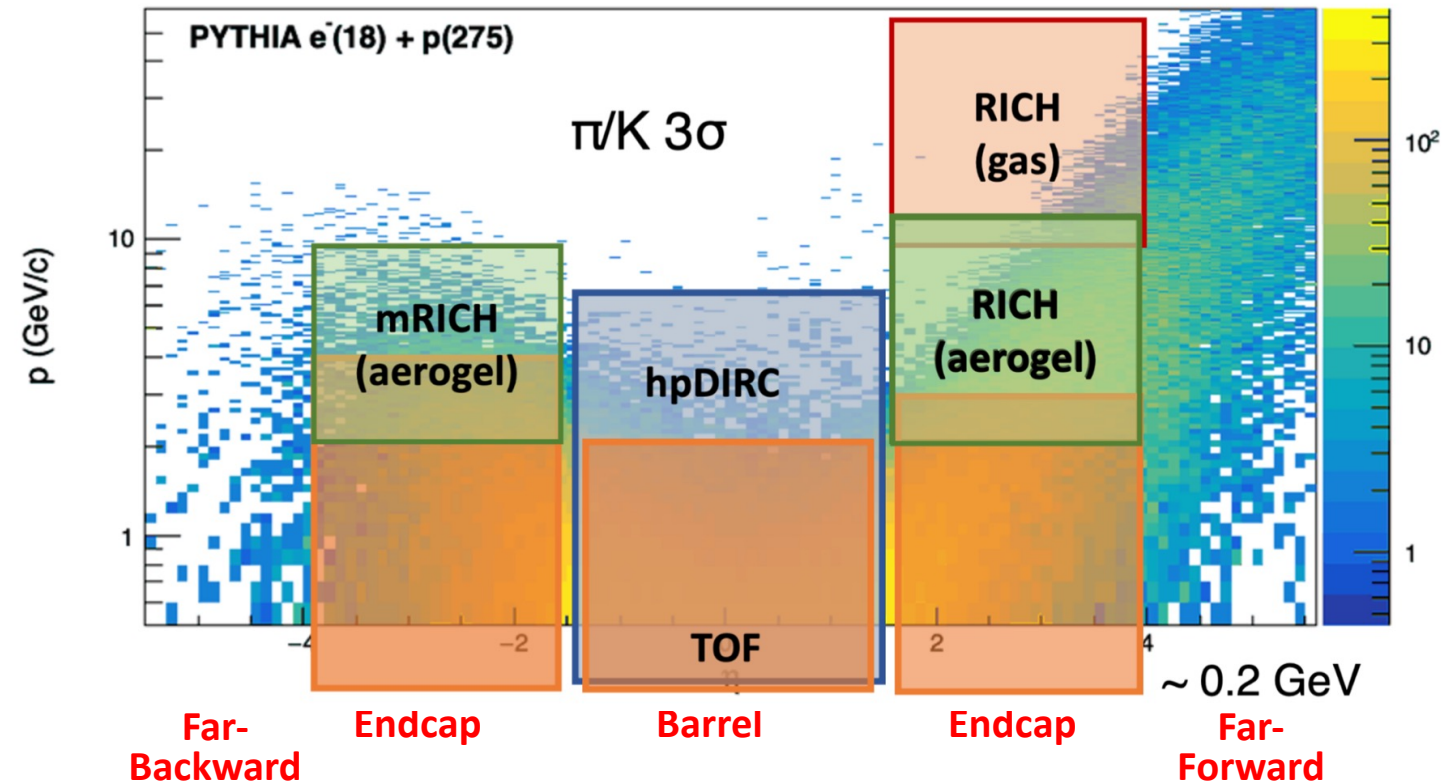 PYTHIA e⁻(18) + p(275)
π/K 3σ
RICH
(gas)
10²
10
mRICH
(aerogel)
RICH
(aerogel)
hpDIRC
p (GeV/c)
10
1
1
TOF
−4
−2
2
4
η
~ 0.2 GeV
Far-
Backward
Endcap
Barrel
Endcap
Far-
Forward